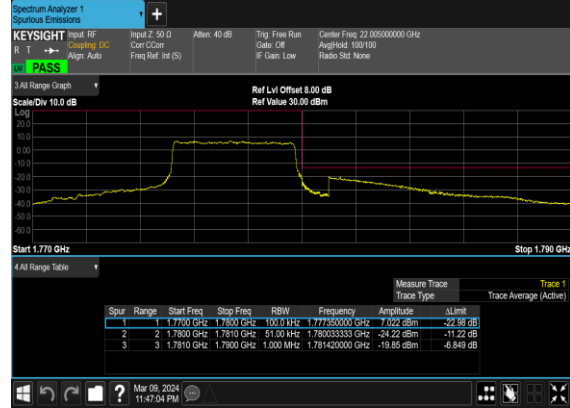 Spectrum Analyzer 1
Spurious Emissions
+
KEYSIGHT Input: RF Input Z: 50 Ω Atten: 40 dB Trig: Free Run Center Freq: 22.005000000 GHz
R T Coupling: DC Corr CCorr Gate: Off Avg|Hold: 100/100
Align: Auto Freq Ref: Int (S) IF Gain: Low Radio Std: None
PASS
3 All Range Graph
Ref Lvl Offset 8.00 dB
Scale/Div 10.0 dB Ref Value 30.00 dBm
Log
20.0
10.0
0.00
-10.0
-20.0
-30.0
-40.0
-50.0
-60.0
Start 1.770 GHz Stop 1.790 GHz
4 All Range Table
Measure Trace Trace 1
Trace Type Trace Average (Active)
Spur Range Start Freq Stop Freq RBW Frequency Amplitude ΔLimit
1 1 1.7700 GHz 1.7800 GHz 100.0 kHz 1.777350000 GHz 7.022 dBm -22.98 dB
2 2 1.7800 GHz 1.7810 GHz 51.00 kHz 1.780033333 GHz -24.22 dBm -11.22 dB
3 3 1.7810 GHz 1.7900 GHz 1.000 MHz 1.781420000 GHz -19.85 dBm -6.849 dB
? Mar 09, 2024
11:47:04 PM